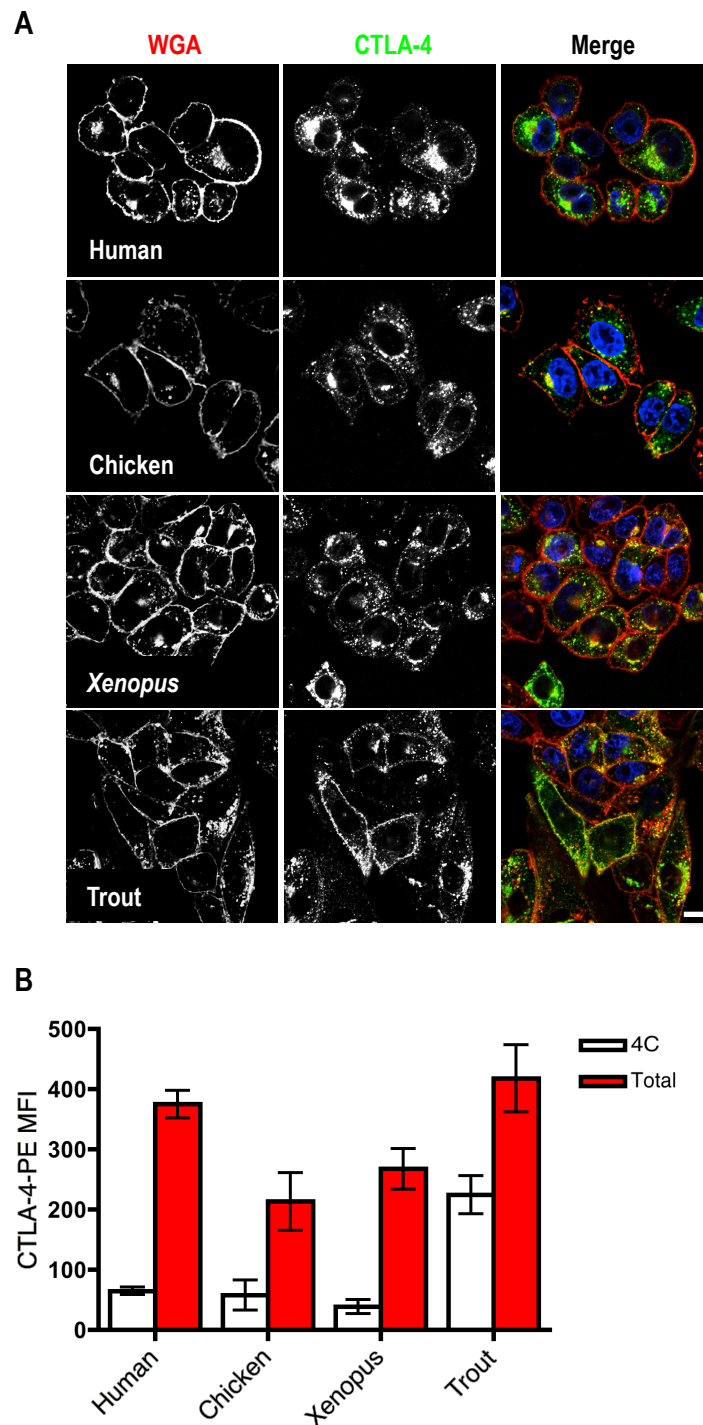 A
WGA CTLA-4 Merge
Human
Chicken
Xenopus
Trout
B
500
400
300
200
100
0
CTLA-4-PE MFI
4C
Total
Human Chicken Xenopus Trout